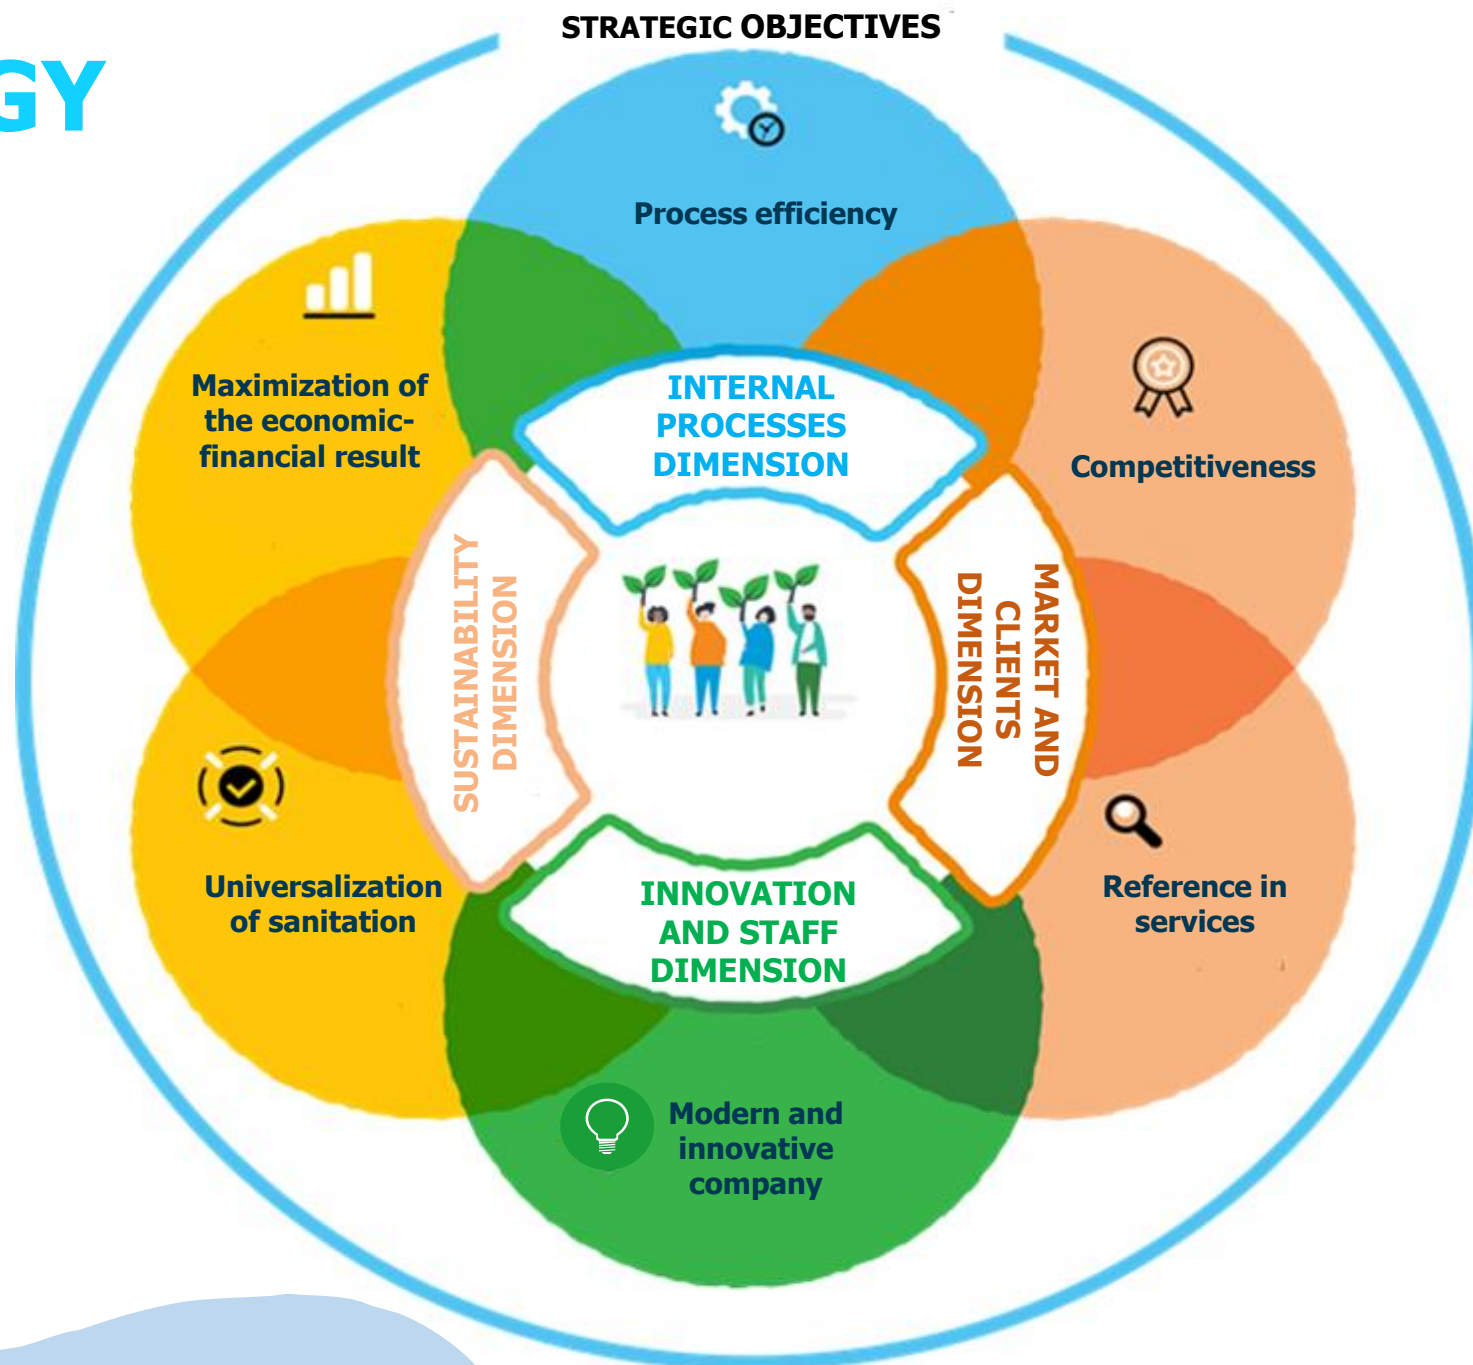 STRATEGIC OBJECTIVES
GY
Process efficiency
Maximization of
the economic-
financial result
INTERNAL
PROCESSES
DIMENSION
Competitiveness
SUSTAINABILITY
DIMENSION
MARKET AND
CLIENTS
DIMENSION
Universalization
of sanitation
INNOVATION
AND STAFF
DIMENSION
Reference in
services
Modern and
innovative
company